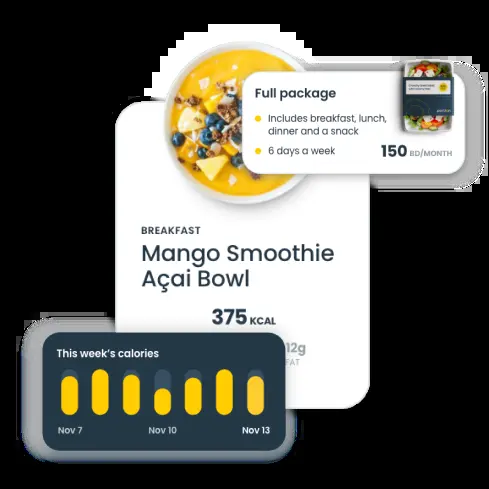 Full package
Includes breakfast, lunch,
dinner and a snack
6 days a week
150 BD/MONTH
BREAKFAST
Mango Smoothie
Açai Bowl
375 KCAL
12g
FAT
This week's calories
Nov 7
Nov 10
Nov 13